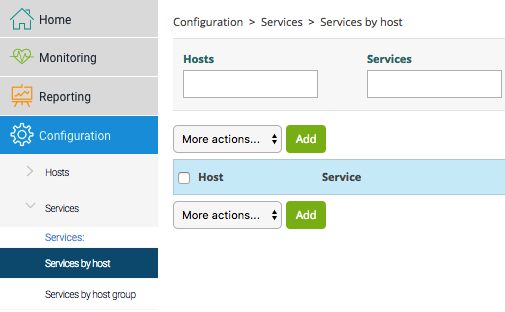 Home
Monitoring
Reporting
Configuration
Hosts
Services
Services:
Services by host
Services by host group
Configuration > Services > Services by host
Hosts Services
More actions... Add
Host Service
More actions... Add